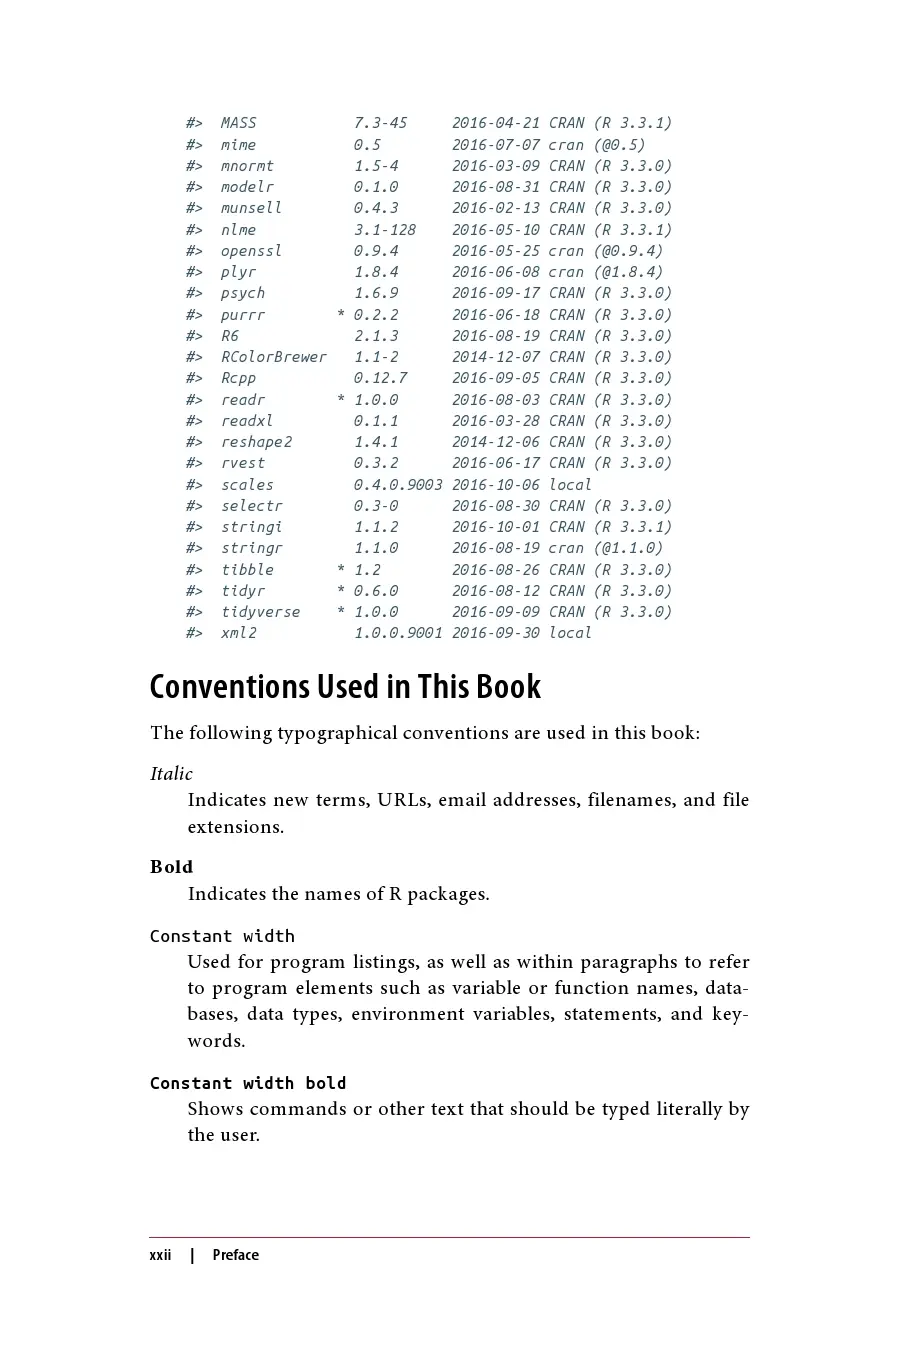 #>  MASS           7.3-45     2016-04-21 CRAN (R 3.3.1)
#>  mime           0.5        2016-07-07 cran (@0.5)
#>  mnormt         1.5-4      2016-03-09 CRAN (R 3.3.0)
#>  modelr         0.1.0      2016-08-31 CRAN (R 3.3.0)
#>  munsell        0.4.3      2016-02-13 CRAN (R 3.3.0)
#>  nlme           3.1-128    2016-05-10 CRAN (R 3.3.1)
#>  openssl        0.9.4      2016-05-25 cran (@0.9.4)
#>  plyr           1.8.4      2016-06-08 cran (@1.8.4)
#>  psych          1.6.9      2016-09-17 CRAN (R 3.3.0)
#>  purrr        * 0.2.2      2016-06-18 CRAN (R 3.3.0)
#>  R6             2.1.3      2016-08-19 CRAN (R 3.3.0)
#>  RColorBrewer   1.1-2      2014-12-07 CRAN (R 3.3.0)
#>  Rcpp           0.12.7     2016-09-05 CRAN (R 3.3.0)
#>  readr        * 1.0.0      2016-08-03 CRAN (R 3.3.0)
#>  readxl         0.1.1      2016-03-28 CRAN (R 3.3.0)
#>  reshape2       1.4.1      2014-12-06 CRAN (R 3.3.0)
#>  rvest          0.3.2      2016-06-17 CRAN (R 3.3.0)
#>  scales         0.4.0.9003 2016-10-06 local
#>  selectr        0.3-0      2016-08-30 CRAN (R 3.3.0)
#>  stringi        1.1.2      2016-10-01 CRAN (R 3.3.1)
#>  stringr        1.1.0      2016-08-19 cran (@1.1.0)
#>  tibble       * 1.2        2016-08-26 CRAN (R 3.3.0)
#>  tidyr        * 0.6.0      2016-08-12 CRAN (R 3.3.0)
#>  tidyverse    * 1.0.0      2016-09-09 CRAN (R 3.3.0)
#>  xml2           1.0.0.9001 2016-09-30 local
Conventions Used in This Book
The following typographical conventions are used in this book:
Italic
Indicates new terms, URLs, email addresses, filenames, and file
extensions.
Bold
Indicates the names of R packages.
Constant width
Used for program listings, as well as within paragraphs to refer
to program elements such as variable or function names, data-
bases, data types, environment variables, statements, and key-
words.
Constant width bold
Shows commands or other text that should be typed literally by
the user.
xxii | Preface